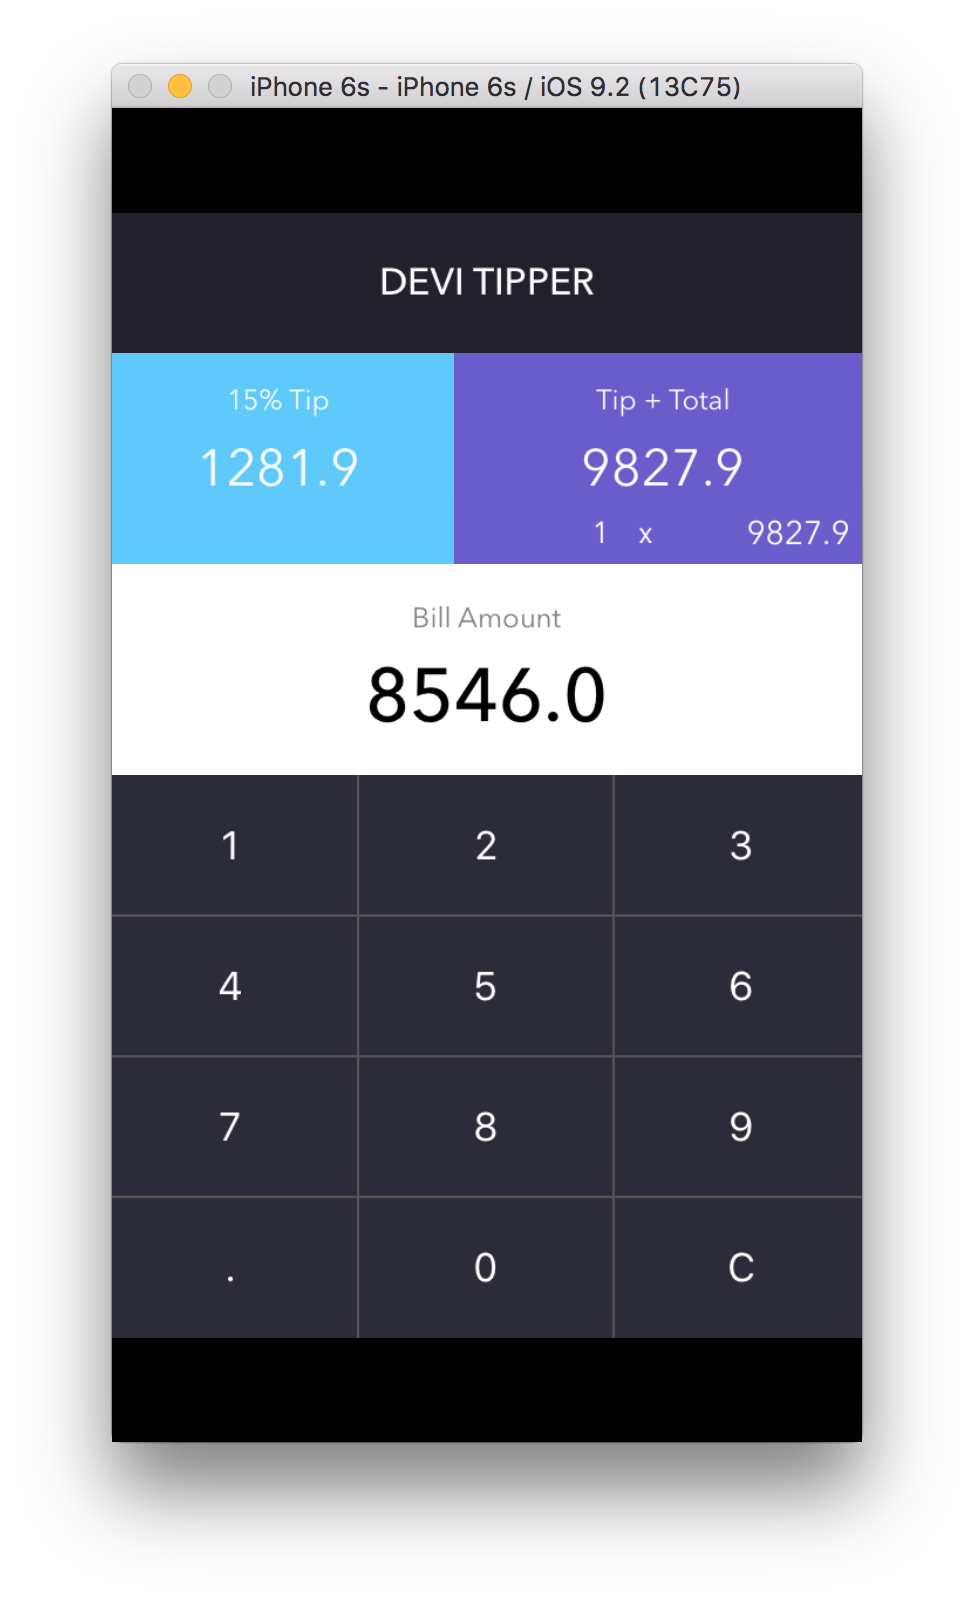 iPhone 6s - iPhone 6s / iOS 9.2 (13C75)
DEVI TIPPER
15% Tip
1281.9
Tip + Total
9827.9
1 x 9827.9
Bill Amount
8546.0
1 2 3
4 5 6
7 8 9
. 0 C